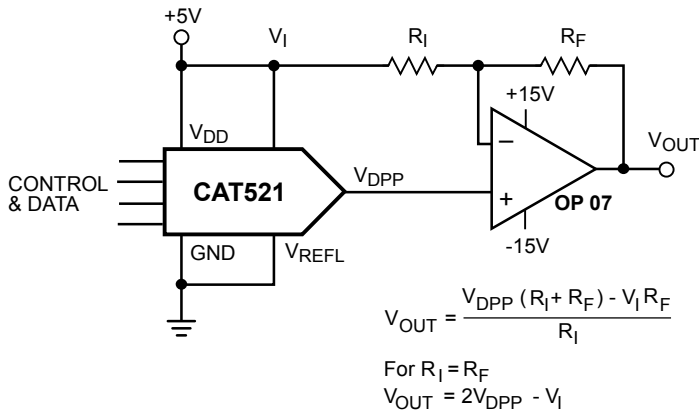 +5V
V_I
R_I
R_F
+15V
V_OUT
V_DD
–
V_DPP
CONTROL
& DATA
CAT521
+
OP 07
GND
V_REFL
-15V
V_OUT = V_DPP (R_I + R_F) - V_I R_F / R_I
For R_I = R_F
V_OUT = 2V_DPP - V_I